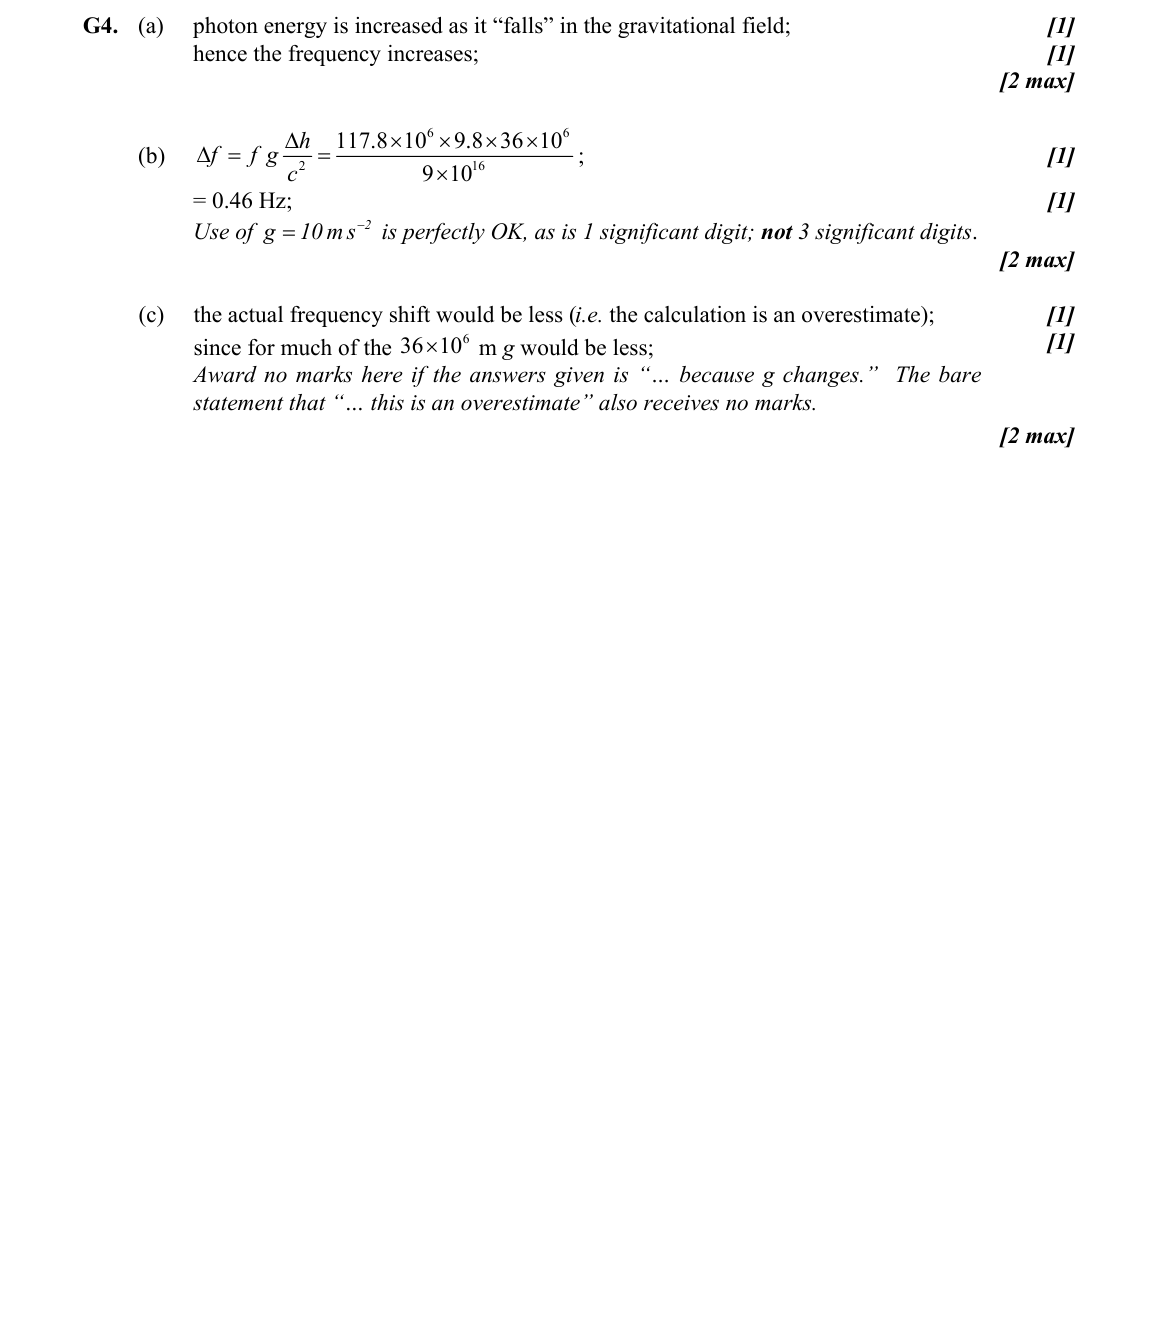 G4. (a) photon energy is increased as it “falls” in the gravitational field; [1]
hence the frequency increases; [1]
[2 max]
(b) Δf = f g Δh/c² = 117.8×10⁶ ×9.8×36×10⁶ / 9×10¹⁶ ; [1]
= 0.46 Hz; [1]
Use of g = 10 m s⁻² is perfectly OK, as is 1 significant digit; not 3 significant digits.
[2 max]
(c) the actual frequency shift would be less (i.e. the calculation is an overestimate); [1]
since for much of the 36×10⁶ m g would be less; [1]
Award no marks here if the answers given is “... because g changes.” The bare
statement that “... this is an overestimate” also receives no marks.
[2 max]